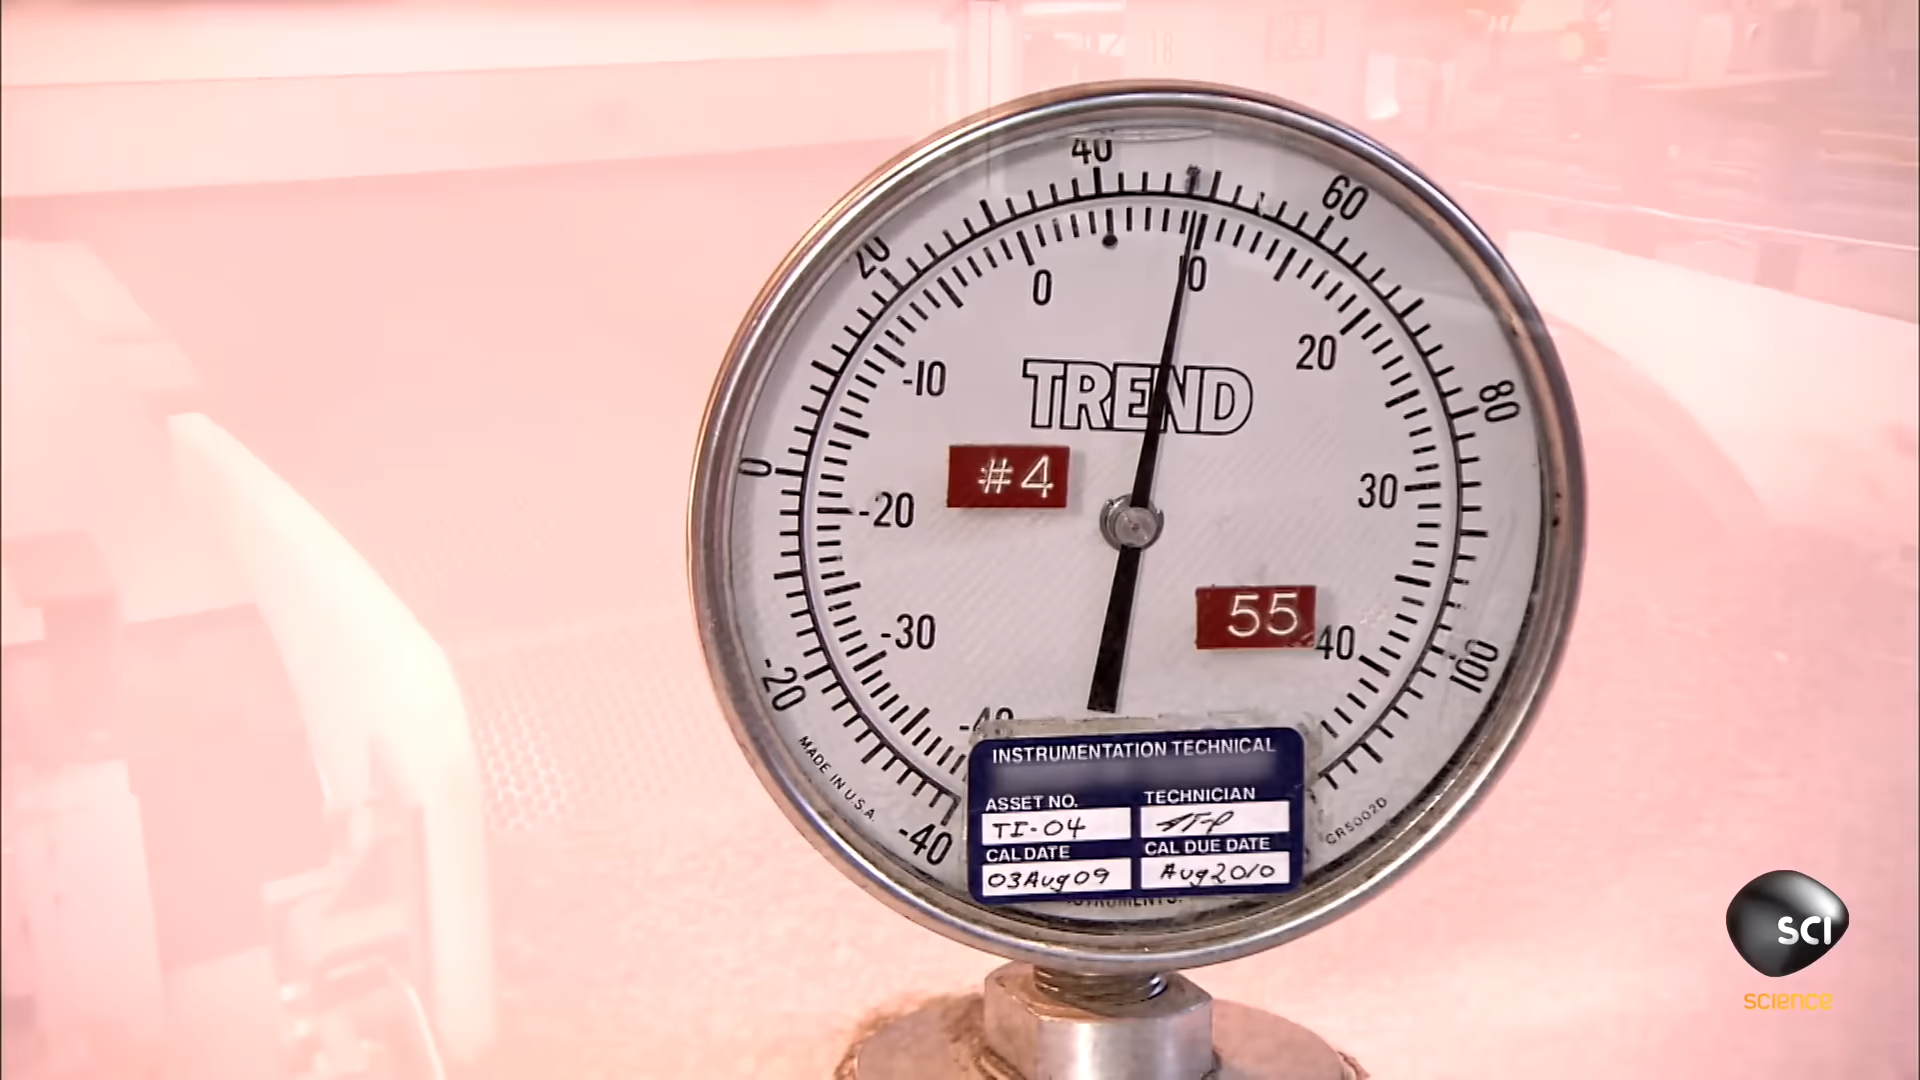 40
60
20
0
10
-10
20
80
TREND
#4
0
30
-20
55
-30
40
-20
100
-40
MADE IN U.S.A.
CR5002D
-40
INSTRUMENTATION TECHNICAL
ASSET NO. TECHNICIAN
TI-04
CAL DATE CAL DUE DATE
03Aug09 Aug2010
SCI
science